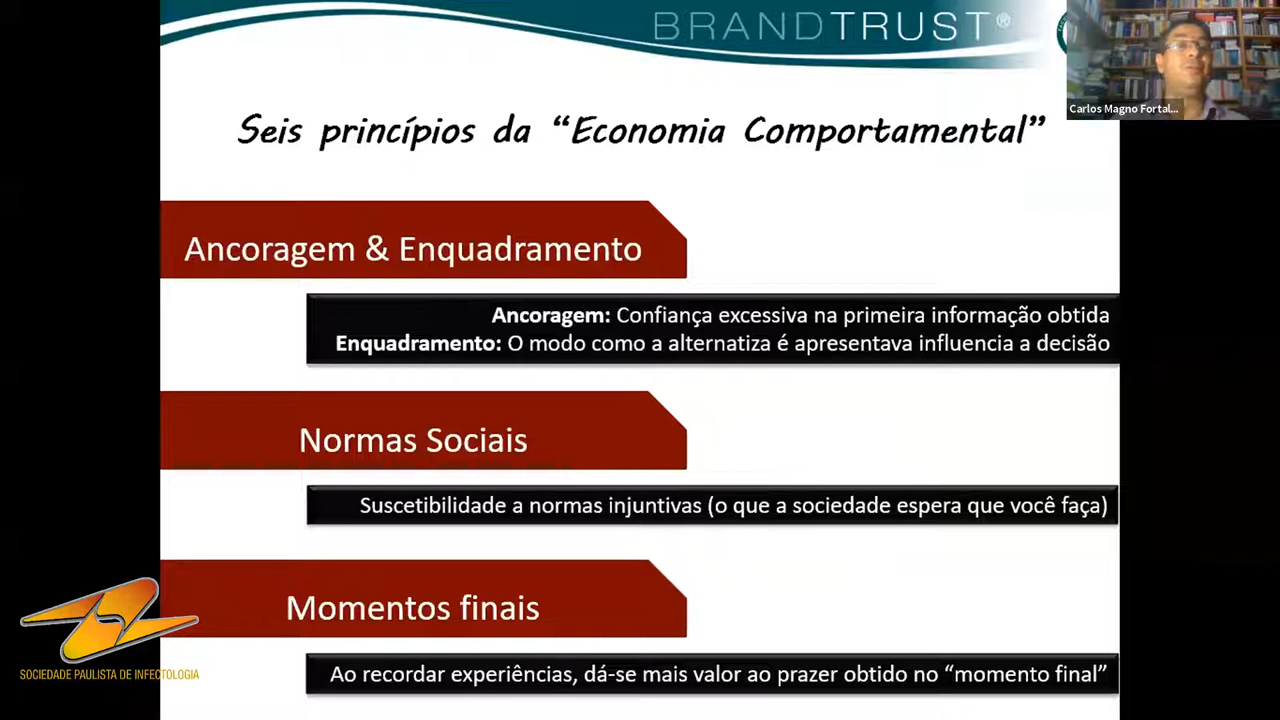 BRANDTRUST®
Carlos Magno Fortal...
Seis princípios da “Economia Comportamental”
Ancoragem & Enquadramento
Ancoragem: Confiança excessiva na primeira informação obtida
Enquadramento: O modo como a alternatiza é apresentava influencia a decisão
Normas Sociais
Suscetibilidade a normas injuntivas (o que a sociedade espera que você faça)
Momentos finais
Ao recordar experiências, dá-se mais valor ao prazer obtido no “momento final”
SOCIEDADE PAULISTA DE INFECTOLOGIA